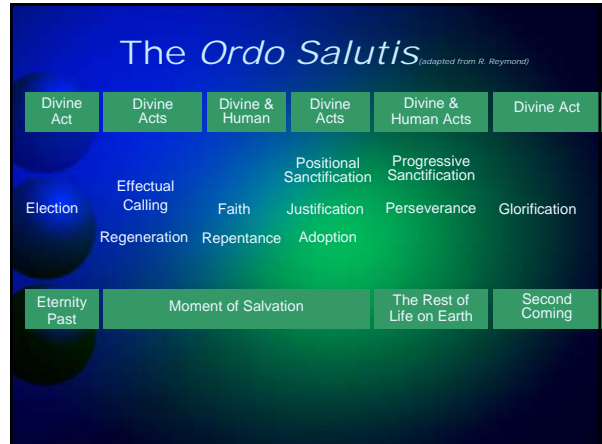 The Ordo Salutis (adapted from R. Reymond)
Divine Act
Divine Acts
Divine & Human
Divine Acts
Divine & Human Acts
Divine Act
Election
Effectual Calling
Regeneration
Faith
Repentance
Positional Sanctification
Justification
Adoption
Progressive Sanctification
Perseverance
Glorification
Eternity Past
Moment of Salvation
The Rest of Life on Earth
Second Coming